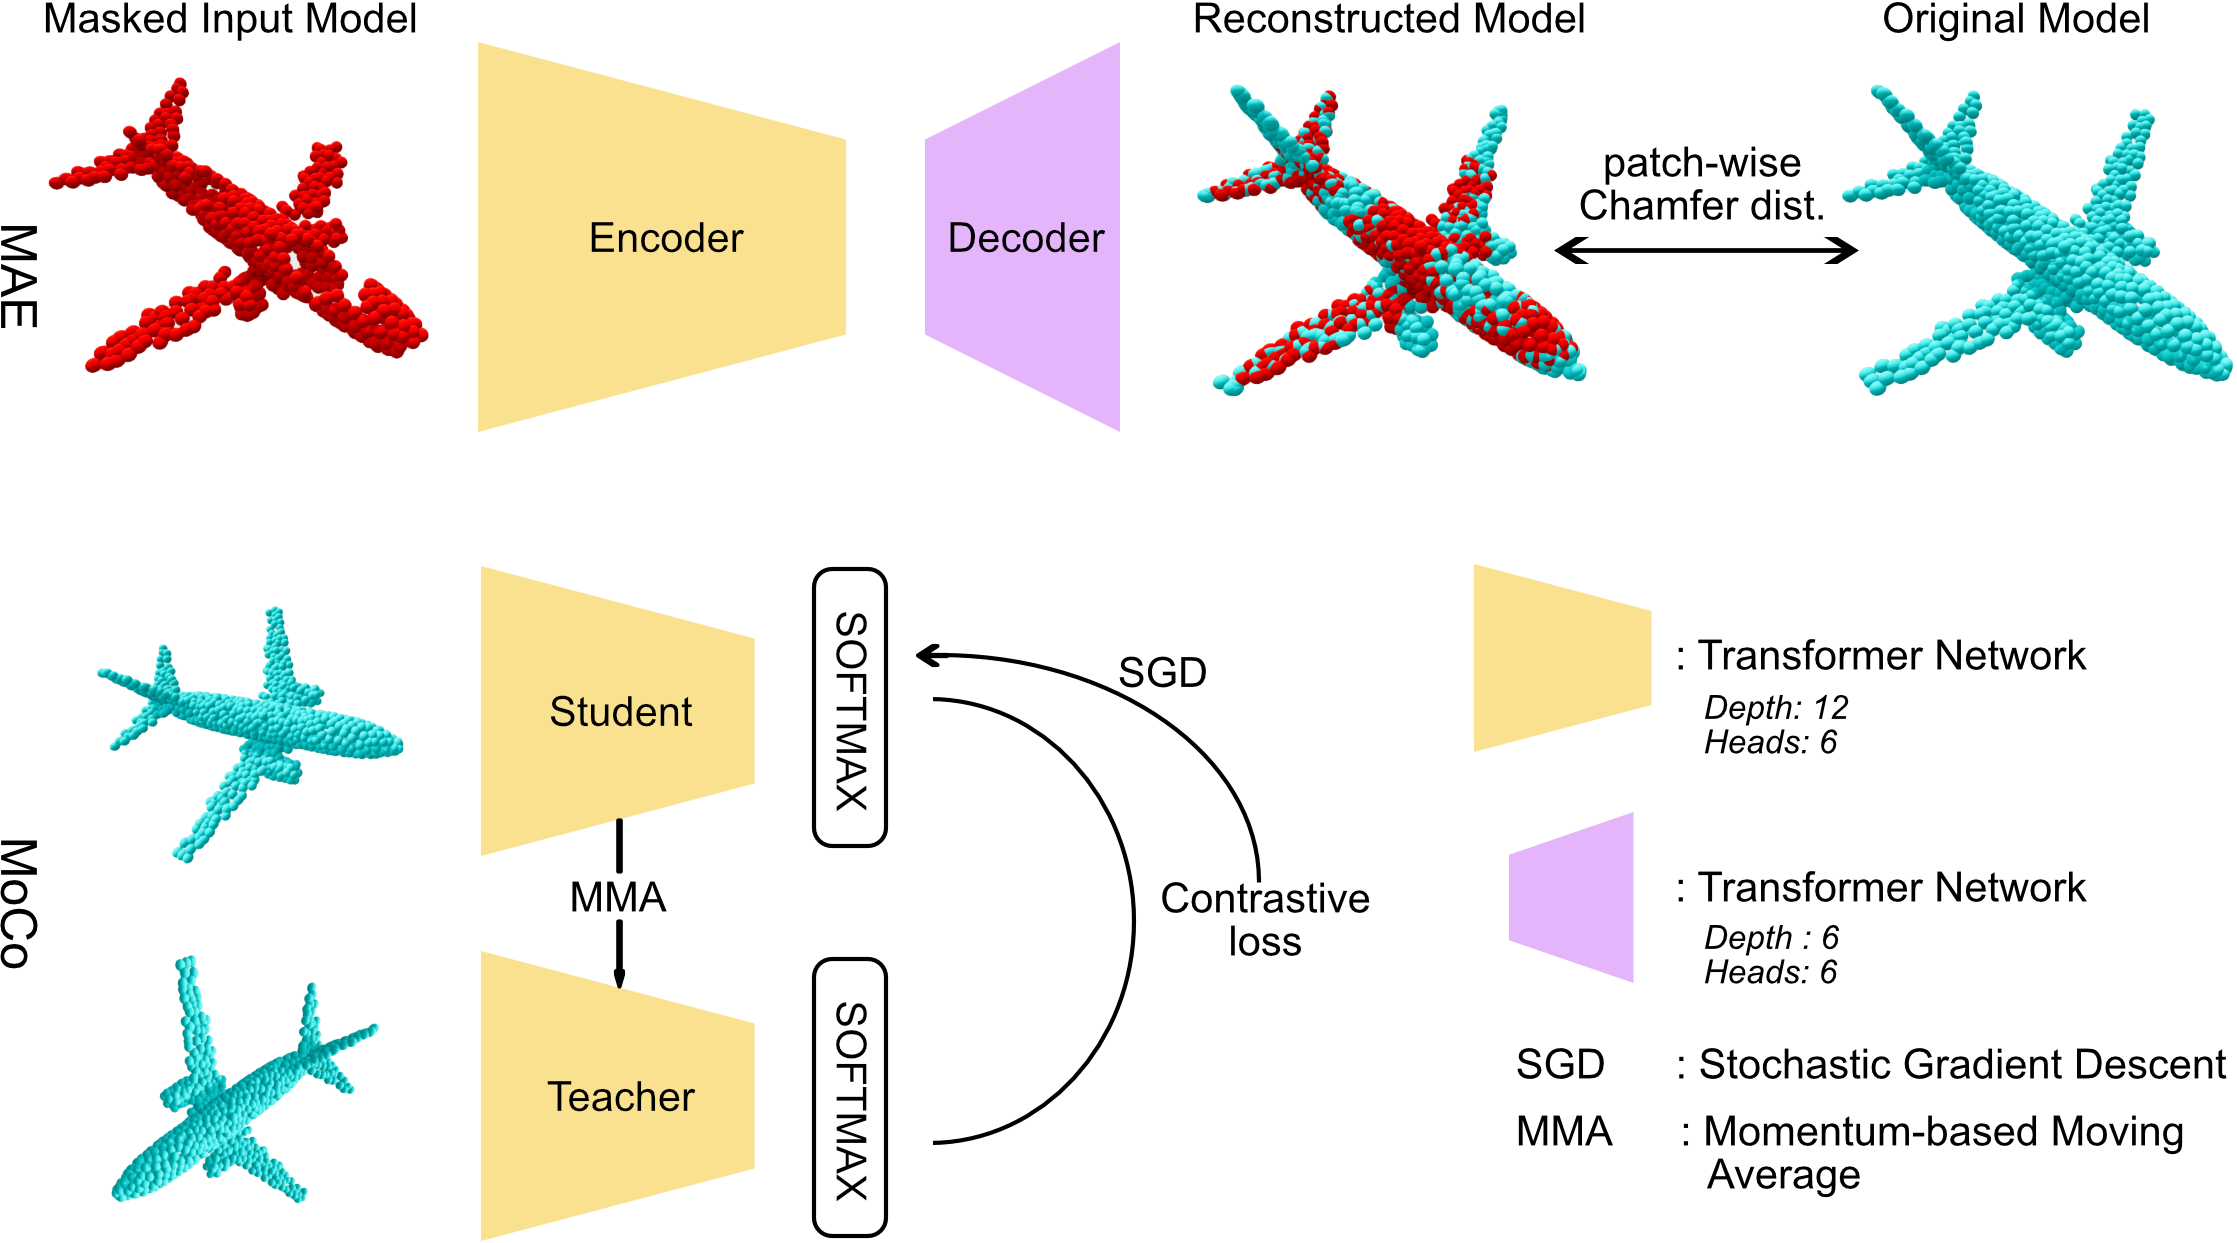 Masked Input Model
Reconstructed Model
Original Model
MAE
Encoder
Decoder
patch-wise
Chamfer dist.
MoCo
Student
SOFTMAX
SGD
MMA
Contrastive
loss
Teacher
SOFTMAX
: Transformer Network
Depth: 12
Heads: 6
: Transformer Network
Depth : 6
Heads: 6
SGD : Stochastic Gradient Descent
MMA : Momentum-based Moving
Average